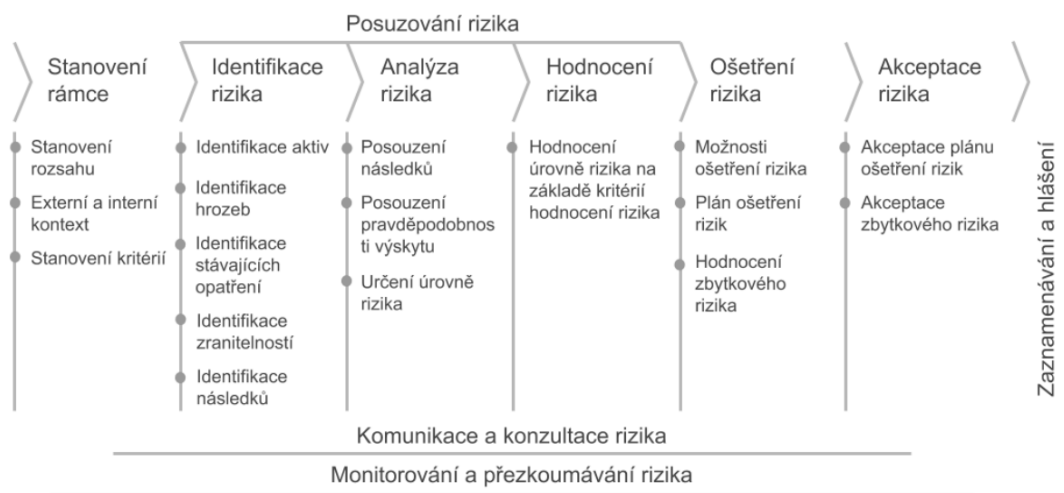 Posuzování rizika
Stanovení
rámce
Identifikace
rizika
Analýza
rizika
Hodnocení
rizika
Ošetření
rizika
Akceptace
rizika
Stanovení
rozsahu
Externí a interní
kontext
Stanovení kritérií
Identifikace aktiv
Identifikace
hrozeb
Identifikace
stávajících
opatření
Identifikace
zranitelností
Identifikace
následků
Posouzení
následků
Posouzení
pravděpodobnos
ti výskytu
Určení úrovně
rizika
Hodnocení
úrovně rizika na
základě kritérií
hodnocení rizika
Možnosti
ošetření rizika
Plán ošetření
rizik
Hodnocení
zbytkového
rizika
Akceptace plánu
ošetření rizik
Akceptace
zbytkového rizika
Zaznamenávání a hlášení
Komunikace a konzultace rizika
Monitorování a přezkoumávání rizika